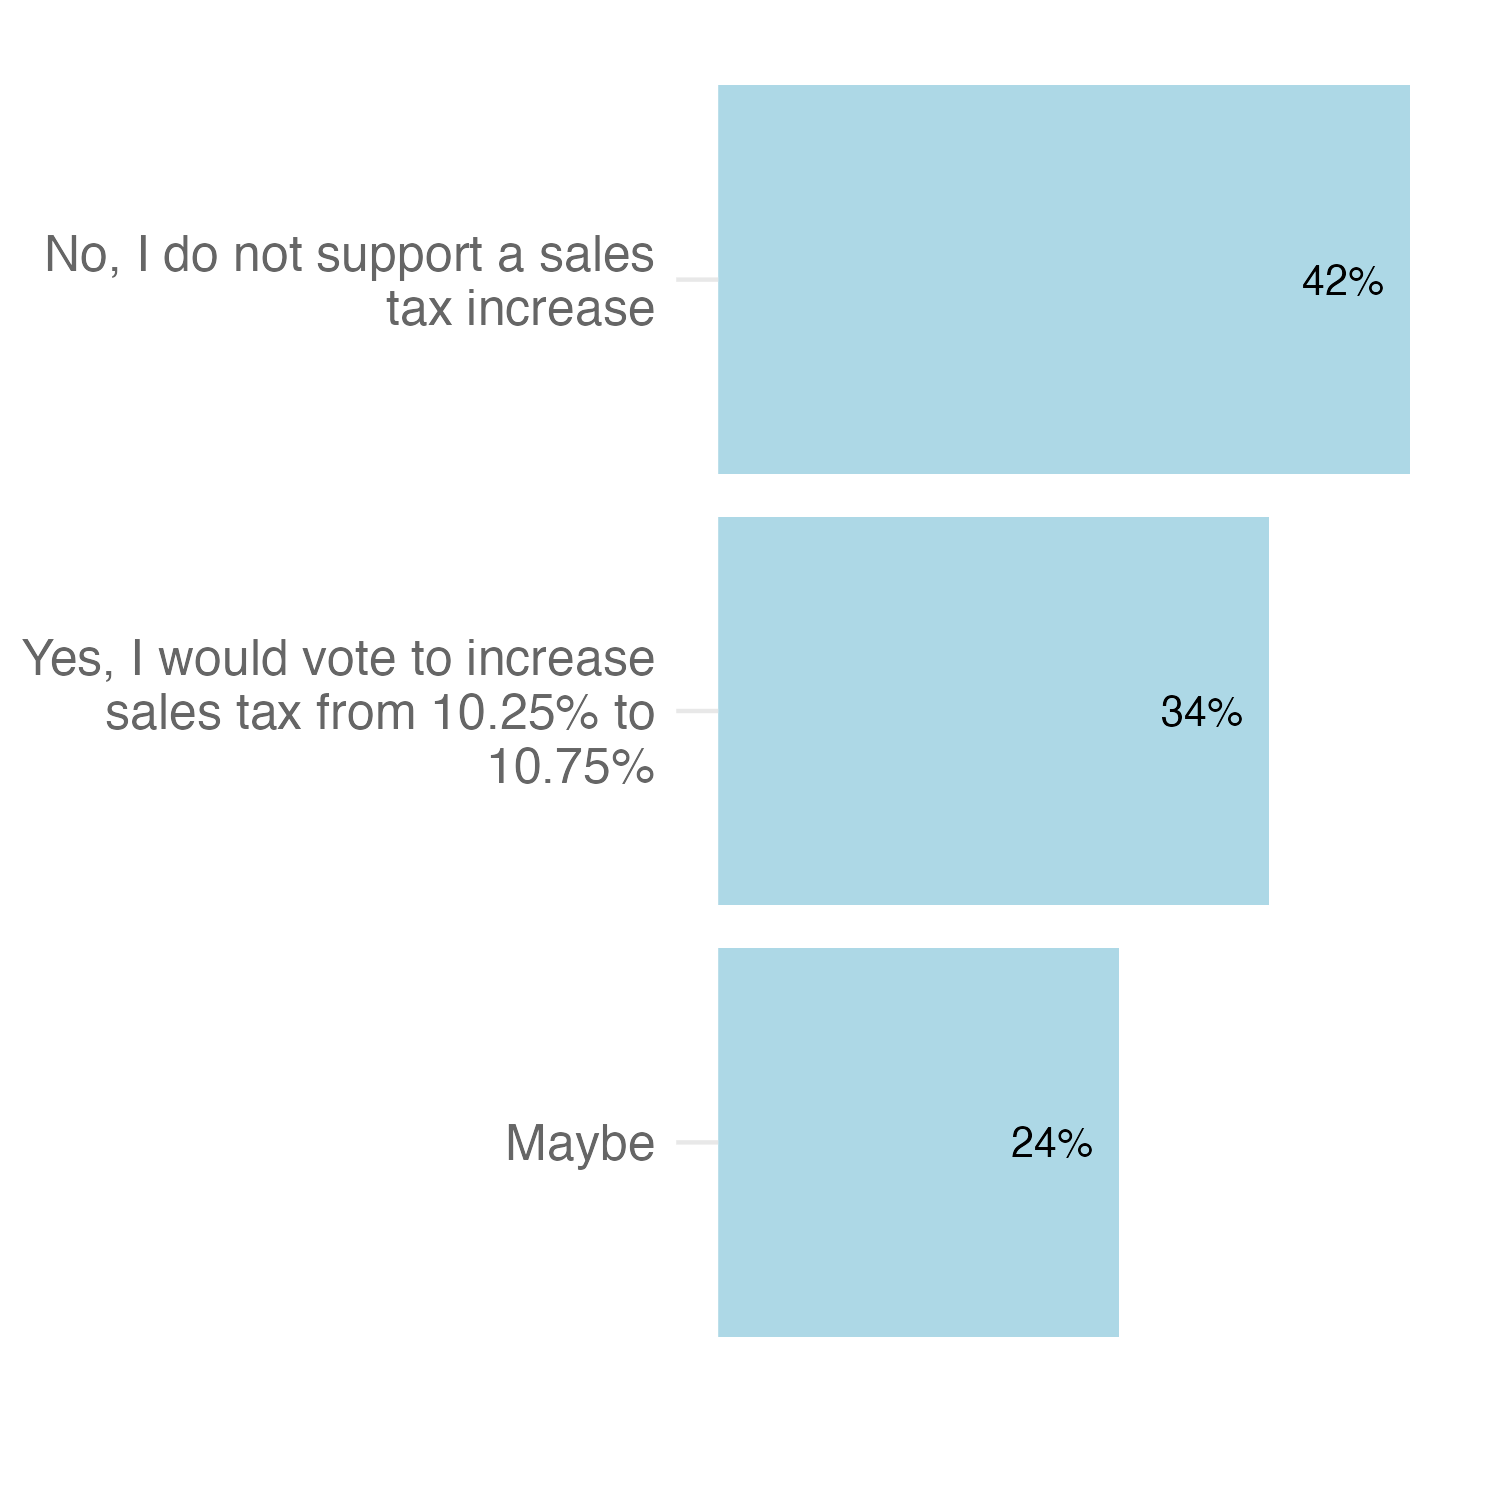 No, I do not support a sales
tax increase
42%
Yes, I would vote to increase
sales tax from 10.25% to
10.75%
34%
Maybe
24%